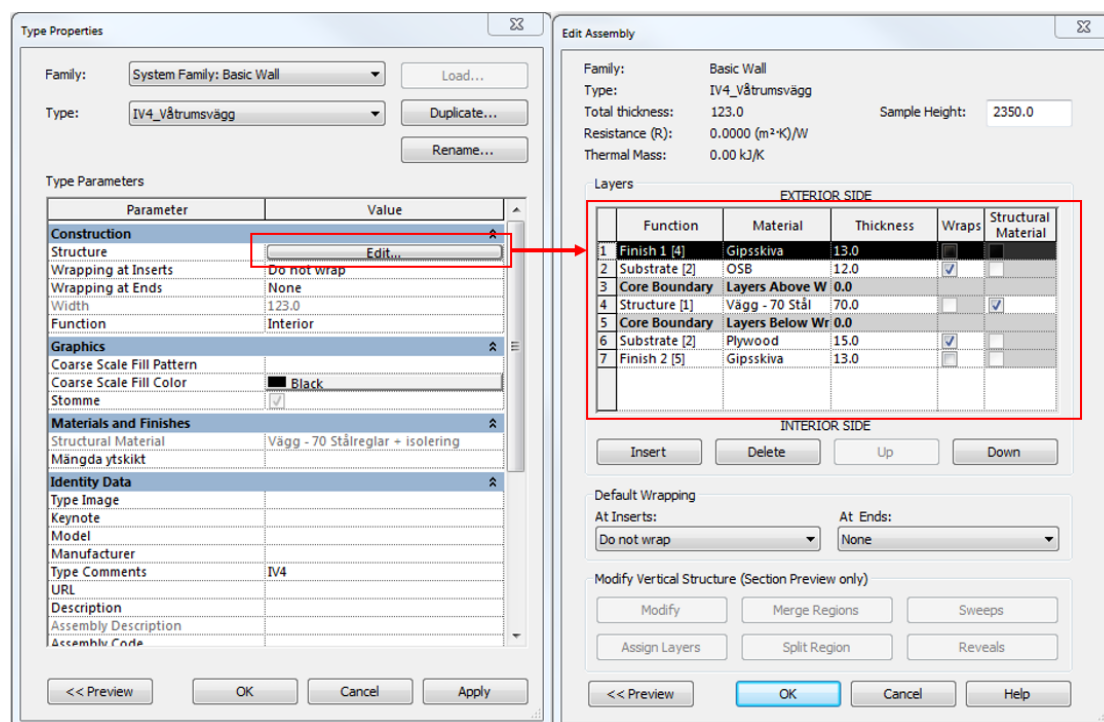 Type Properties
Family: System Family: Basic Wall Load...
Type: IV4_Våtrumsvägg Duplicate...
Rename...
Type Parameters
Parameter Value
Construction
Structure Edit...
Wrapping at Inserts Do not wrap
Wrapping at Ends None
Width 123.0
Function Interior
Graphics
Coarse Scale Fill Pattern
Coarse Scale Fill Color Black
Stomme
Materials and Finishes
Structural Material Vägg - 70 Stålreglar + isolering
Mängda ytskikt
Identity Data
Type Image
Keynote
Model
Manufacturer
Type Comments IV4
URL
Description
Assembly Description
Assembly Code
<< Preview OK Cancel Apply
Edit Assembly
Family: Basic Wall
Type: IV4_Våtrumsvägg
Total thickness: 123.0 Sample Height: 2350.0
Resistance (R): 0.0000 (m²·K)/W
Thermal Mass: 0.00 kJ/K
Layers
EXTERIOR SIDE
Function Material Thickness Wraps Structural Material
1 Finish 1 [4] Gipsskiva 13.0
2 Substrate [2] OSB 12.0
3 Core Boundary Layers Above W 0.0
4 Structure [1] Vägg - 70 Stål 70.0
5 Core Boundary Layers Below Wr 0.0
6 Substrate [2] Plywood 15.0
7 Finish 2 [5] Gipsskiva 13.0
INTERIOR SIDE
Insert Delete Up Down
Default Wrapping
At Inserts: At Ends:
Do not wrap None
Modify Vertical Structure (Section Preview only)
Modify Merge Regions Sweeps
Assign Layers Split Region Reveals
<< Preview OK Cancel Help